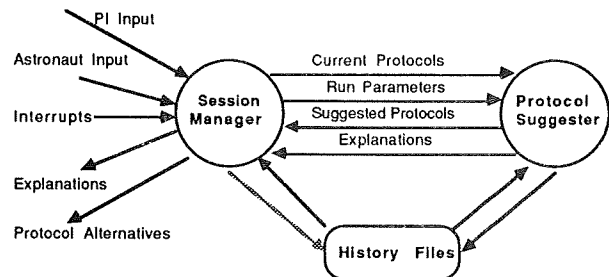 PI Input
Astronaut Input
Interrupts
Explanations
Protocol Alternatives
Session
Manager
Current Protocols
Run Parameters
Suggested Protocols
Explanations
Protocol
Suggester
History Files